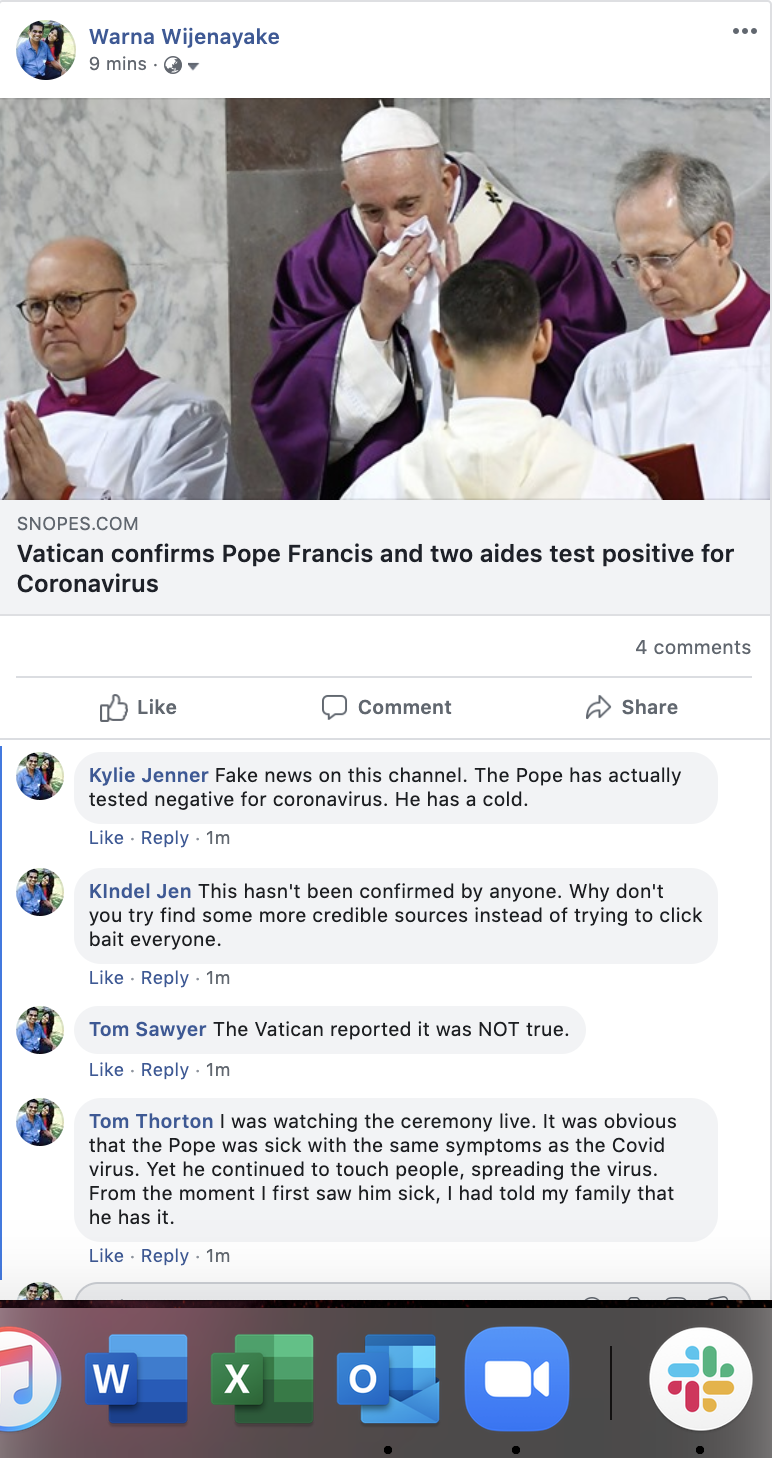 Warna Wijenayake
9 mins ·
SNOPES.COM
Vatican confirms Pope Francis and two aides test positive for
Coronavirus
4 comments
Like Comment Share
Kylie Jenner Fake news on this channel. The Pope has actually
tested negative for coronavirus. He has a cold.
Like · Reply · 1m
KIndel Jen This hasn't been confirmed by anyone. Why don't
you try find some more credible sources instead of trying to click
bait everyone.
Like · Reply · 1m
Tom Sawyer The Vatican reported it was NOT true.
Like · Reply · 1m
Tom Thorton I was watching the ceremony live. It was obvious
that the Pope was sick with the same symptoms as the Covid
virus. Yet he continued to touch people, spreading the virus.
From the moment I first saw him sick, I had told my family that
he has it.
Like · Reply · 1m
W X O